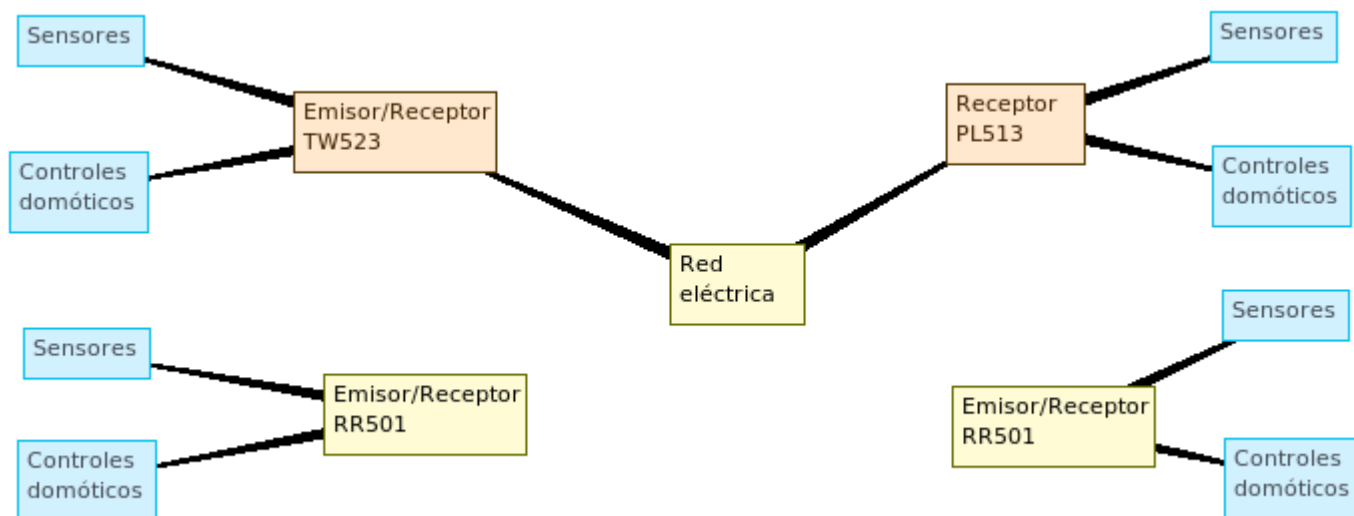 Sensores
Sensores
Emisor/Receptor
TW523
Receptor
PL513
Controles
domóticos
Controles
domóticos
Red
eléctrica
Sensores
Sensores
Emisor/Receptor
RR501
Emisor/Receptor
RR501
Controles
domóticos
Controles
domóticos